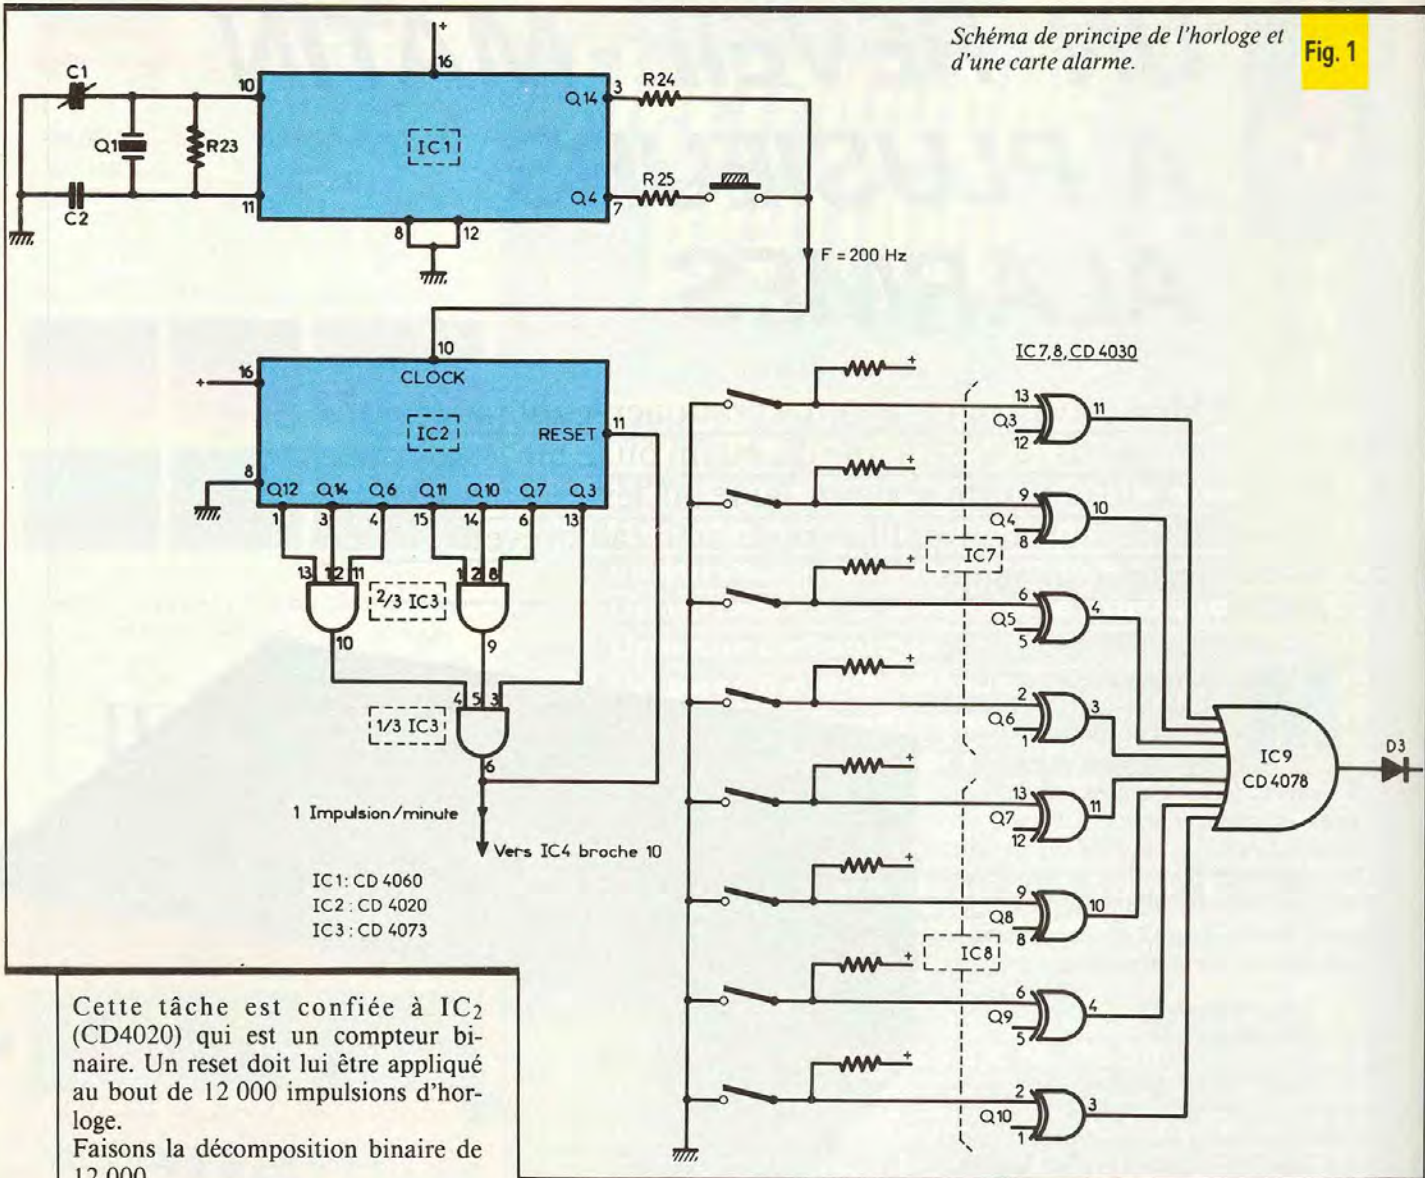 Schéma de principe de l'horloge et
d'une carte alarme.
Fig. 1
+
16
C1
10
Q14
3
R24
Q1
R23
IC1
R25
Q4
7
C2
11
8
12
F = 200 Hz
10
+
16
CLOCK
IC2
RESET
11
8
Q12 Q14 Q6 Q11 Q10 Q7 Q3
1 3 4 15 14 6 13
13 12 11
1 2 8
2/3 IC3
10
9
4 5 3
1/3 IC3
6
1 Impulsion/minute
Vers IC4 broche 10
IC1: CD 4060
IC2 : CD 4020
IC3 : CD 4073
IC7,8, CD 4030
+
13
Q3
12
11
+
9
Q4
8
10
IC7
+
6
Q5
5
4
+
2
Q6
1
3
IC9
CD4078
D3
+
13
Q7
12
11
+
9
Q8
8
10
IC8
+
6
Q9
5
4
+
2
Q10
1
3
Cette tâche est confiée à IC2
(CD4020) qui est un compteur bi-
naire. Un reset doit lui être appliqué
au bout de 12 000 impulsions d'hor-
loge.
Faisons la décomposition binaire de
12 000